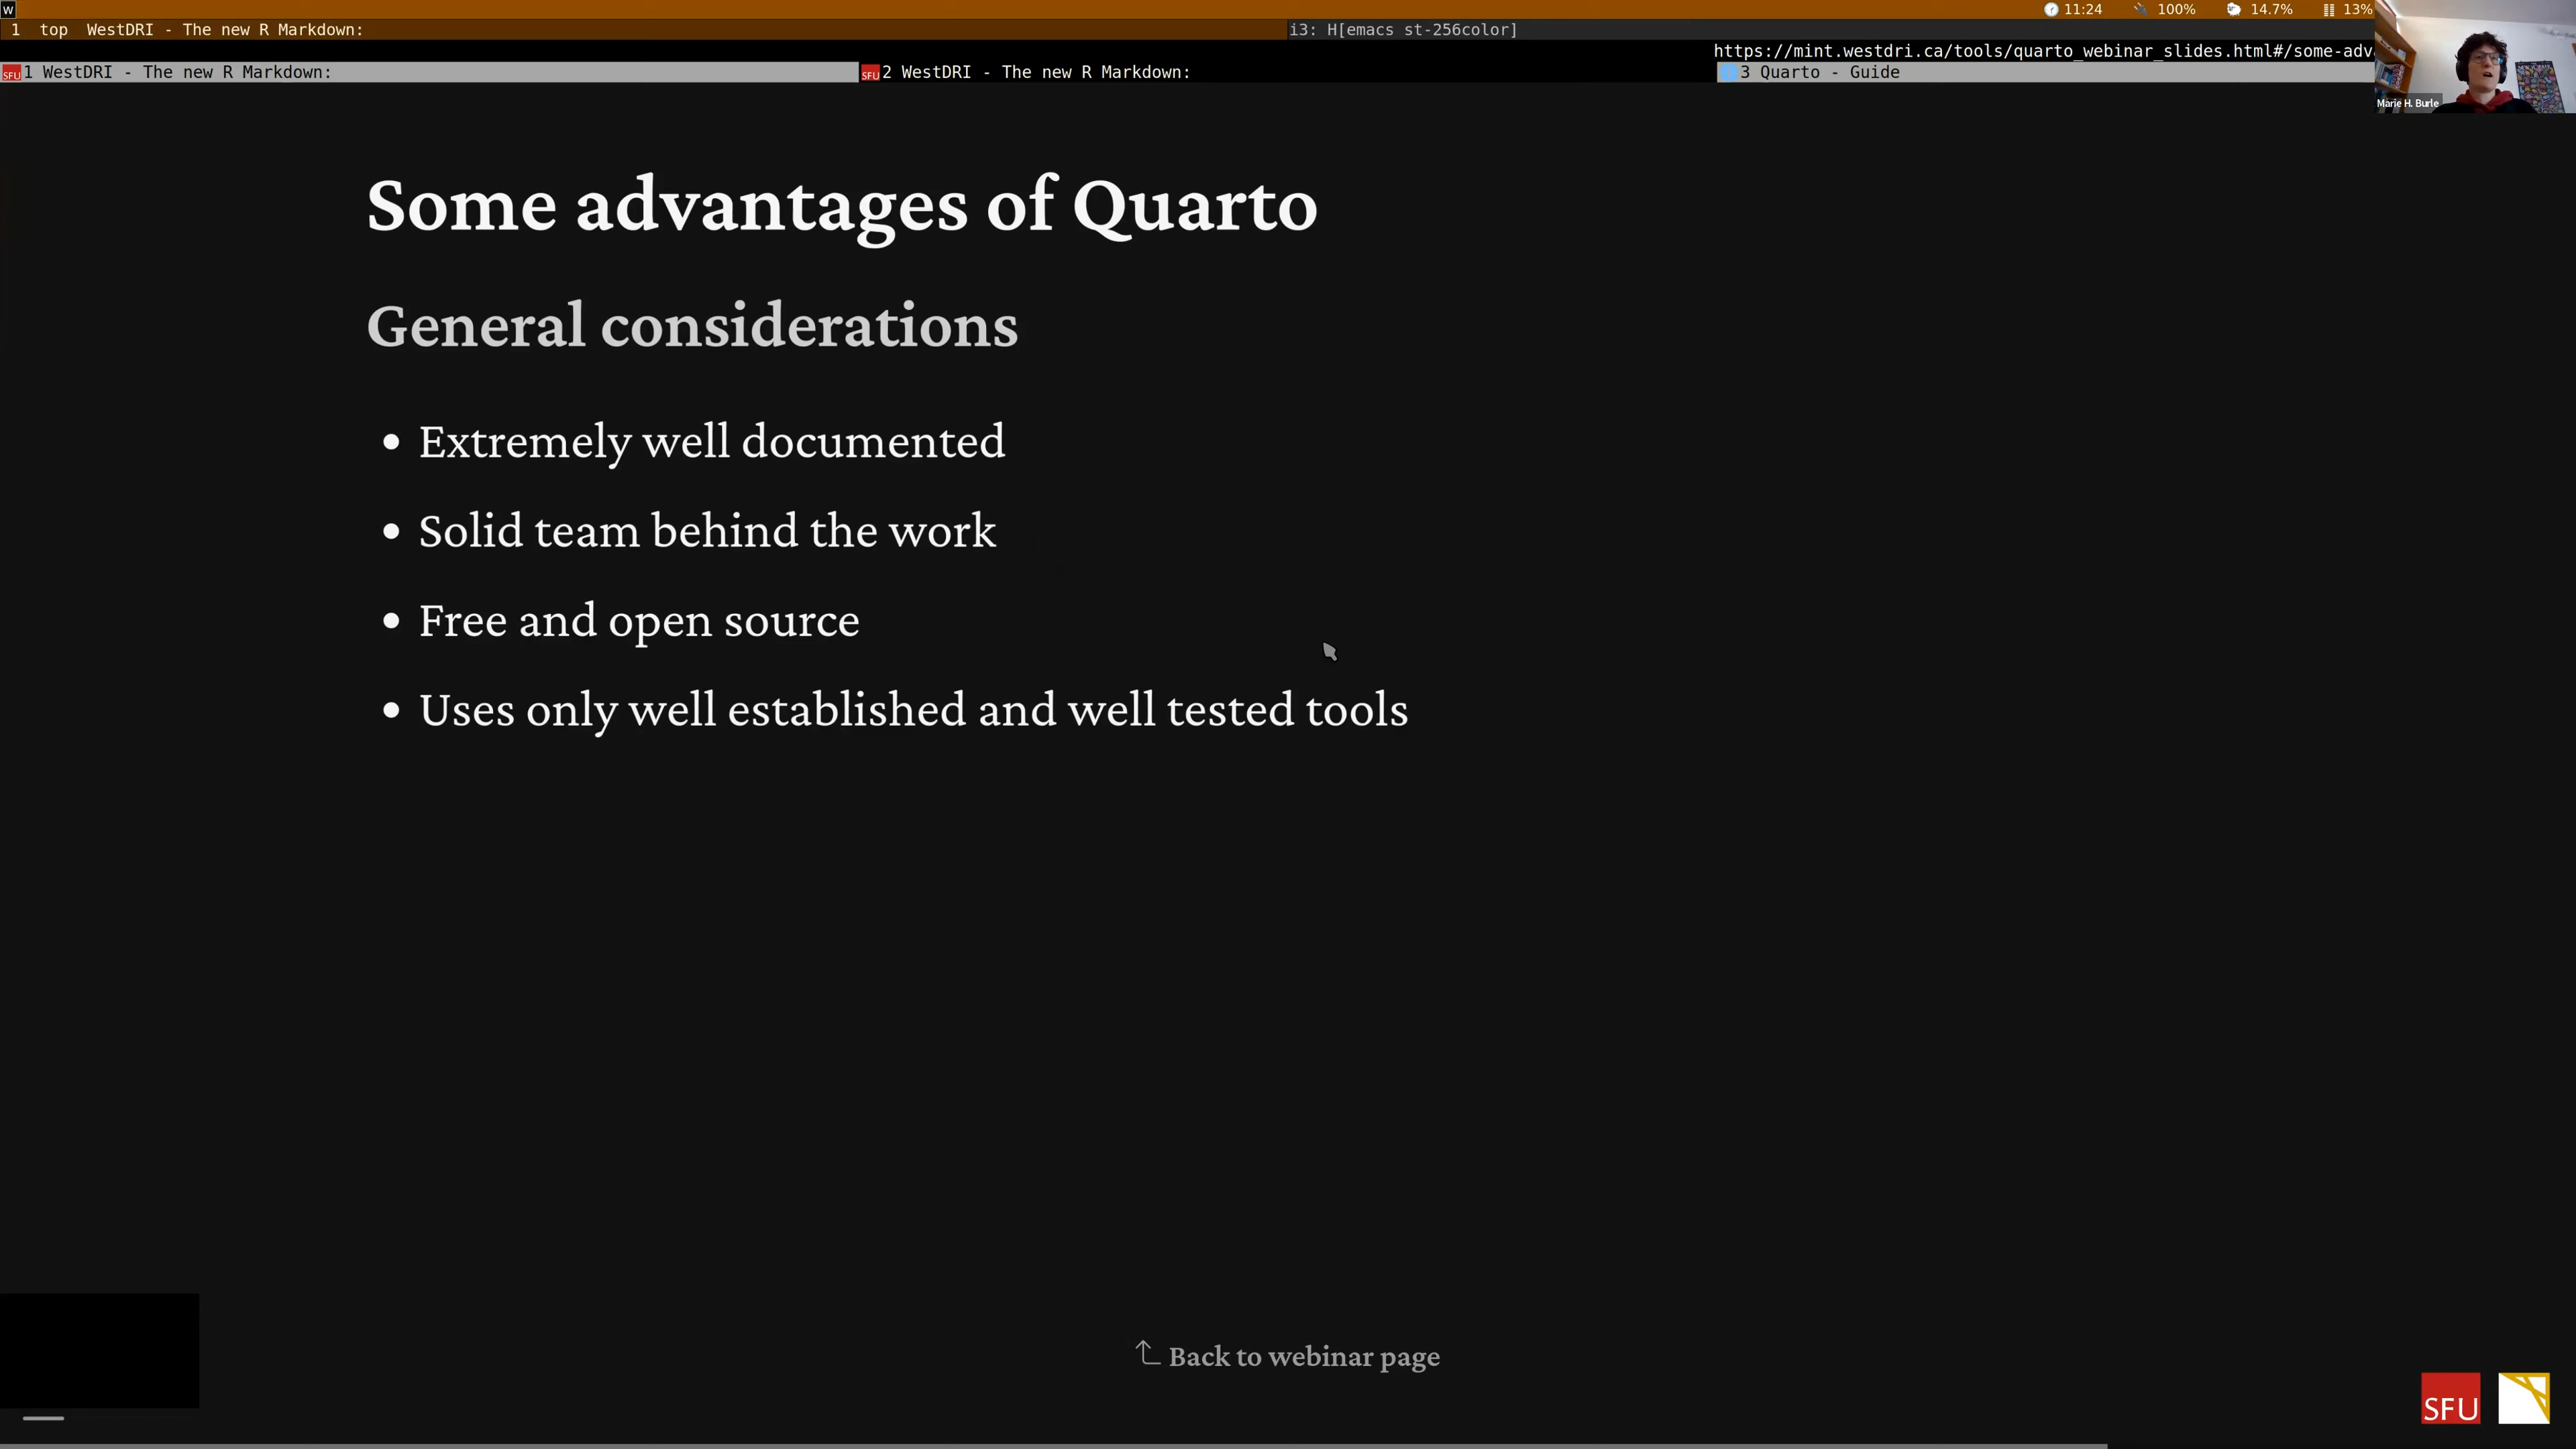 W
11:24 100% 14.7% 13%
1 top WestDRI - The new R Markdown:
i3: H[emacs st-256color]
https://mint.westdri.ca/tools/quarto_webinar_slides.html#/some-adv
SFU 1 WestDRI - The new R Markdown:
SFU 2 WestDRI - The new R Markdown:
3 Quarto - Guide
Marie H. Burle
Some advantages of Quarto
General considerations
• Extremely well documented
• Solid team behind the work
• Free and open source
• Uses only well established and well tested tools
Back to webinar page
SFU